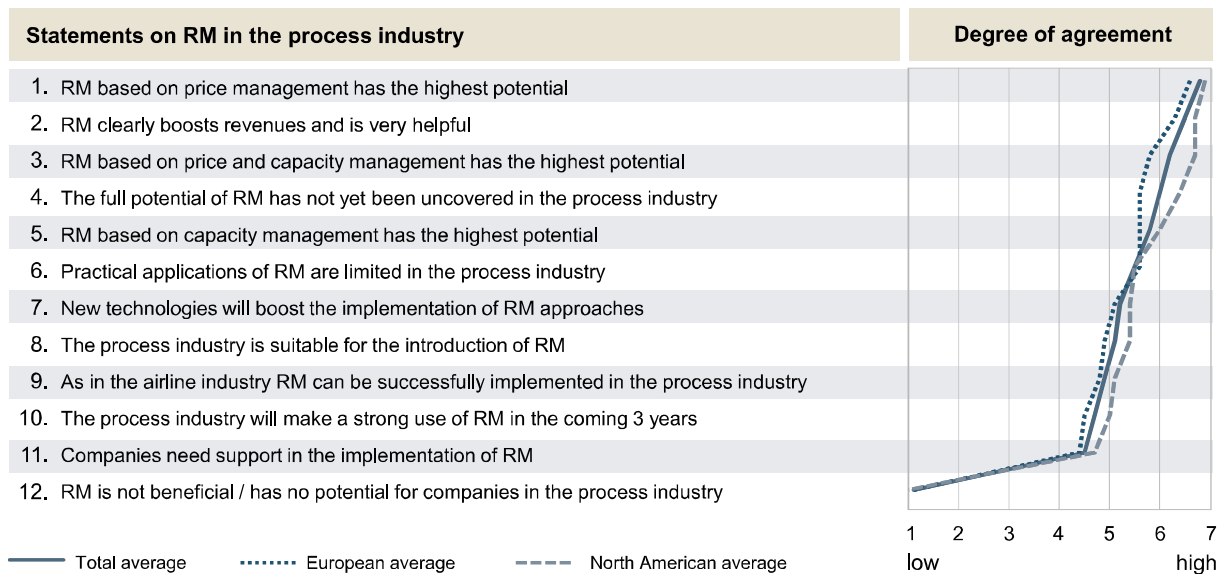 Statements on RM in the process industry
Degree of agreement
1. RM based on price management has the highest potential
2. RM clearly boosts revenues and is very helpful
3. RM based on price and capacity management has the highest potential
4. The full potential of RM has not yet been uncovered in the process industry
5. RM based on capacity management has the highest potential
6. Practical applications of RM are limited in the process industry
7. New technologies will boost the implementation of RM approaches
8. The process industry is suitable for the introduction of RM
9. As in the airline industry RM can be successfully implemented in the process industry
10. The process industry will make a strong use of RM in the coming 3 years
11. Companies need support in the implementation of RM
12. RM is not beneficial / has no potential for companies in the process industry
1 2 3 4 5 6 7
low high
Total average European average North American average